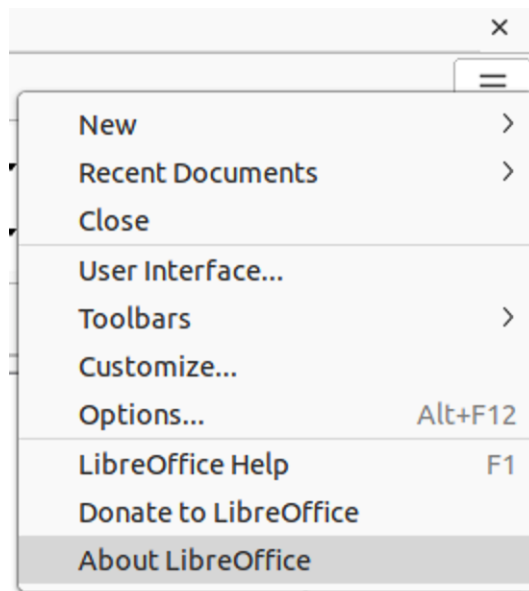 New
Recent Documents
Close
User Interface...
Toolbars
Customize...
Options... Alt+F12
LibreOffice Help F1
Donate to LibreOffice
About LibreOffice